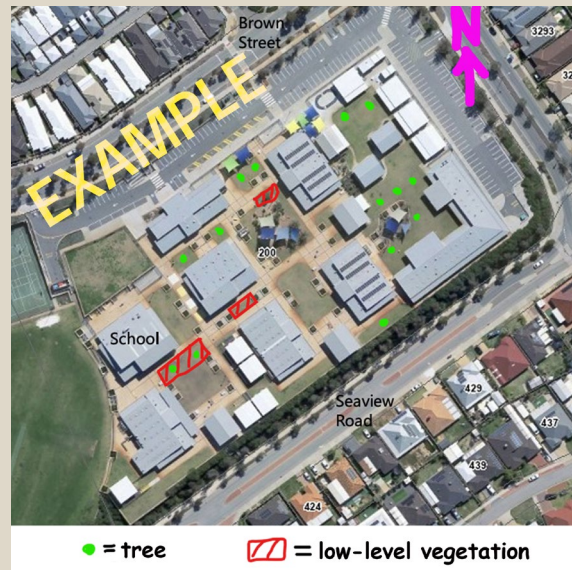 Brown
Street
N
3293
EXAMPLE
200
School
Seaview
Road
429
437
439
424
= tree
= low-level vegetation